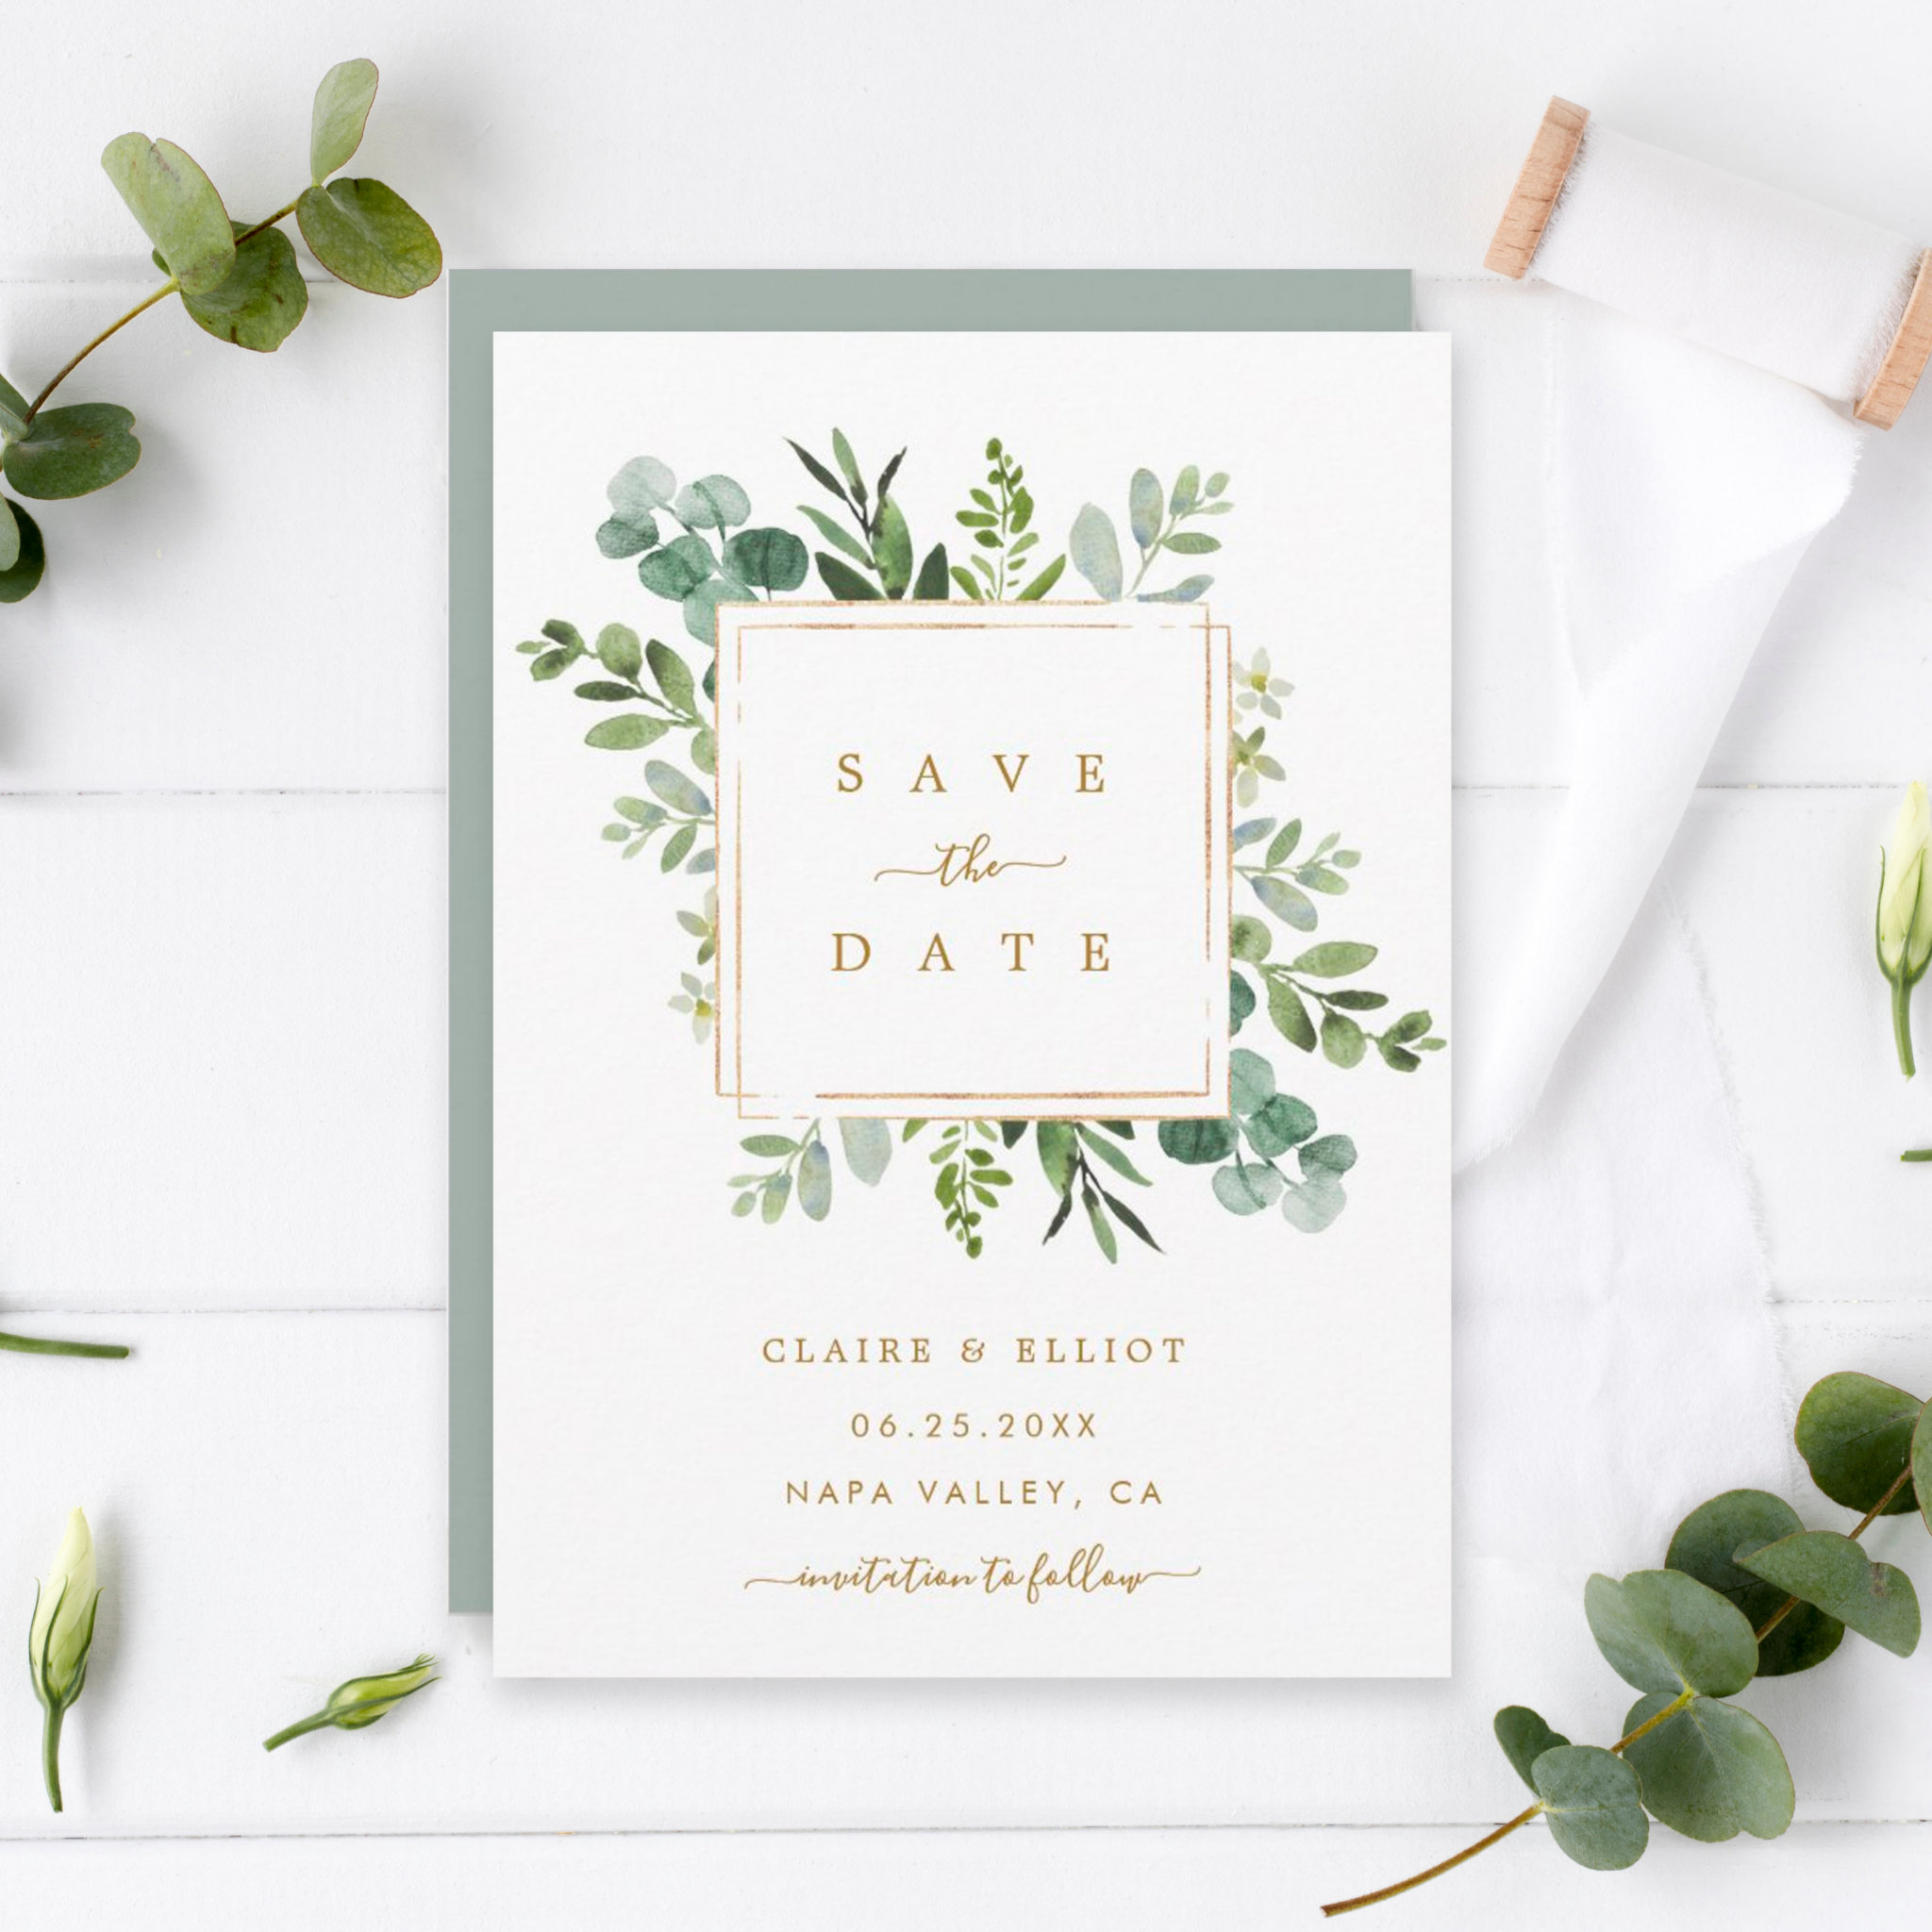 SAVE
the
DATE
CLAIRE & ELLIOT
06.25.20XX
NAPA VALLEY, CA
invitation to follow